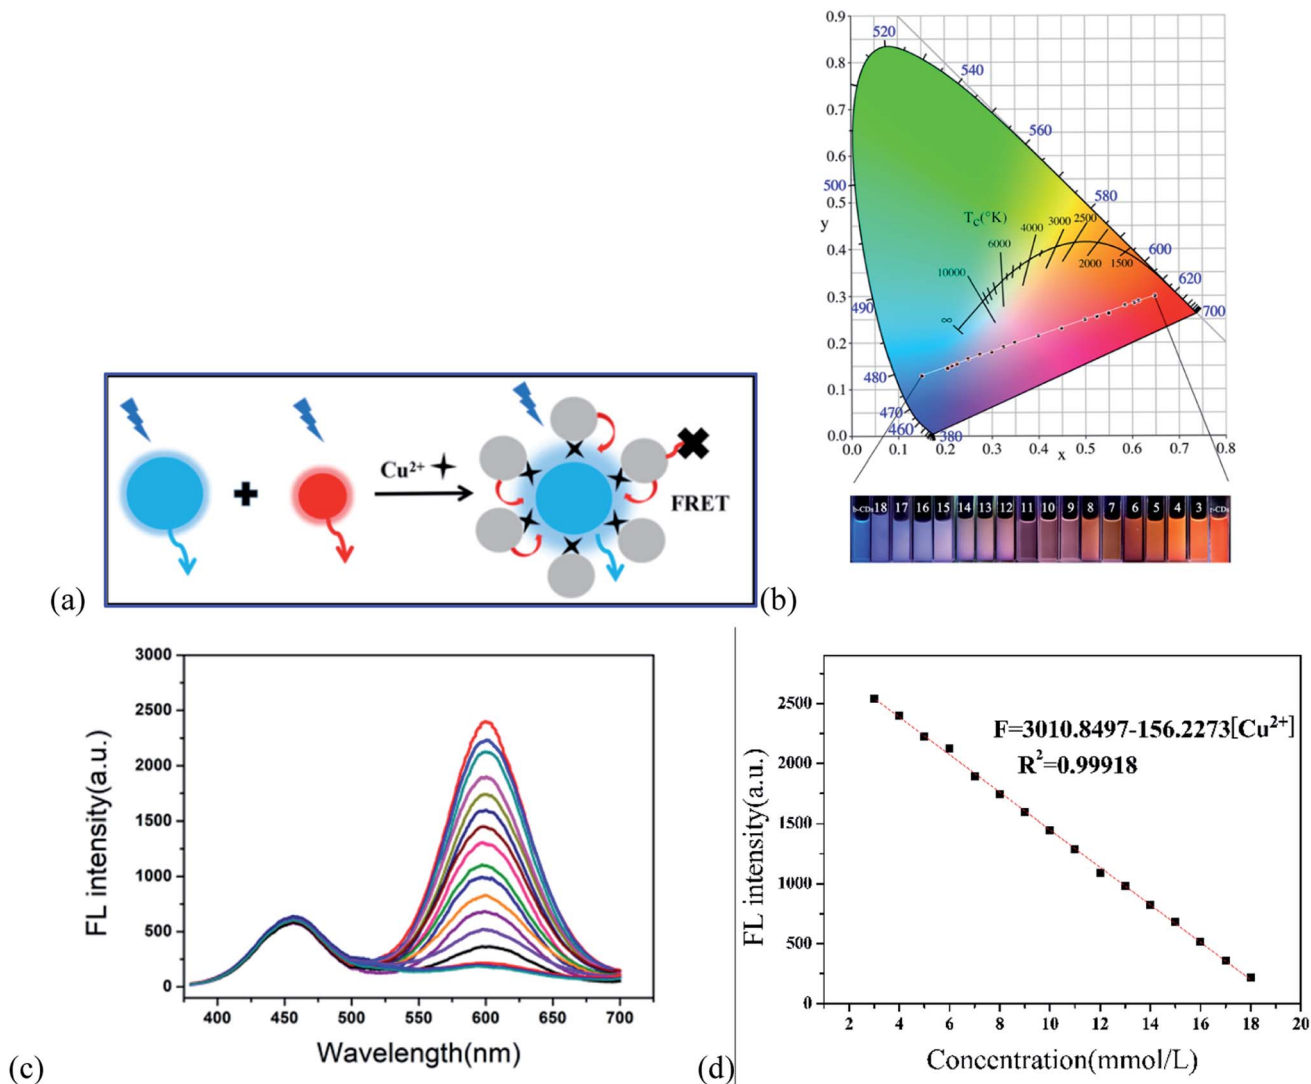 Cu²⁺
FRET
(a)
0.9
0.8
0.7
0.6
0.5
0.4
0.3
0.2
0.1
0.0
y
0.0 0.1 0.2 0.3 0.4 0.5 0.6 0.7 0.8
x
520
540
560
580
600
620
700
500
490
480
470
460
380
T_c(°K)
∞
10000
6000
4000
3000
2500
2000
1500
b-CDs 18 17 16 15 14 13 12 11 10 9 8 7 6 5 4 3 r-CDs
(b)
3000
2500
2000
1500
1000
500
0
FL intensity(a.u.)
400 450 500 550 600 650 700
Wavelength(nm)
(c)
2500
2000
1500
1000
500
0
FL intensity(a.u.)
F=3010.8497-156.2273[Cu²⁺]
R²=0.99918
2 4 6 8 10 12 14 16 18 20
Concentration(mmol/L)
(d)